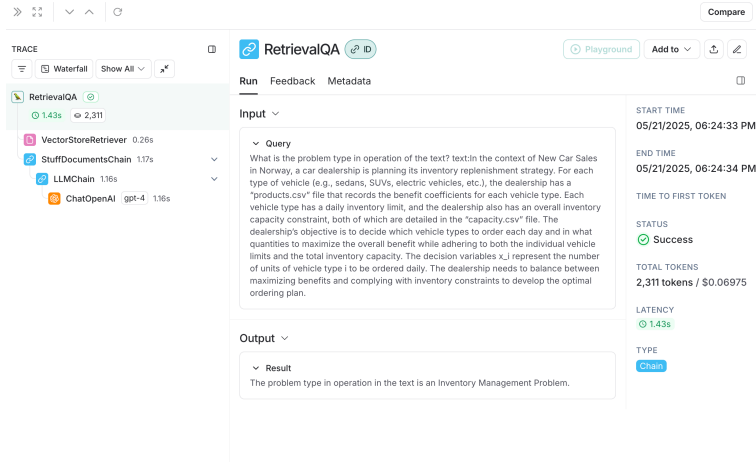 Compare
TRACE
Waterfall
Show All
RetrievalQA
1.43s
2,311
VectorStoreRetriever 0.26s
StuffDocumentsChain 1.17s
LLMChain 1.16s
ChatOpenAI gpt-4 1.16s
RetrievalQA ID
Playground
Add to
Run Feedback Metadata
Input
Query
What is the problem type in operation of the text? text:In the context of New Car Sales
in Norway, a car dealership is planning its inventory replenishment strategy. For each
type of vehicle (e.g., sedans, SUVs, electric vehicles, etc.), the dealership has a
“products.csv” file that records the benefit coefficients for each vehicle type. Each
vehicle type has a daily inventory limit, and the dealership also has an overall inventory
capacity constraint, both of which are detailed in the “capacity.csv” file. The
dealership’s objective is to decide which vehicle types to order each day and in what
quantities to maximize the overall benefit while adhering to both the individual vehicle
limits and the total inventory capacity. The decision variables x_i represent the number
of units of vehicle type i to be ordered daily. The dealership needs to balance between
maximizing benefits and complying with inventory constraints to develop the optimal
ordering plan.
Output
Result
The problem type in operation in the text is an Inventory Management Problem.
START TIME
05/21/2025, 06:24:33 PM
END TIME
05/21/2025, 06:24:34 PM
TIME TO FIRST TOKEN
STATUS
Success
TOTAL TOKENS
2,311 tokens / $0.06975
LATENCY
1.43s
TYPE
Chain